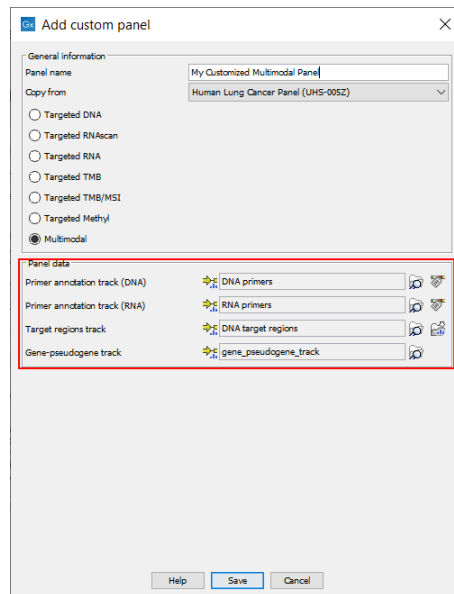 Gx Add custom panel
General information
Panel name My Customized Multimodal Panel
Copy from Human Lung Cancer Panel (UHS-005Z)
Targeted DNA
Targeted RNAscan
Targeted RNA
Targeted TMB
Targeted TMB/MSI
Targeted Methyl
Multimodal
Panel data
Primer annotation track (DNA) DNA primers
Primer annotation track (RNA) RNA primers
Target regions track DNA target regions
Gene-pseudogene track gene_pseudogene_track
Help Save Cancel